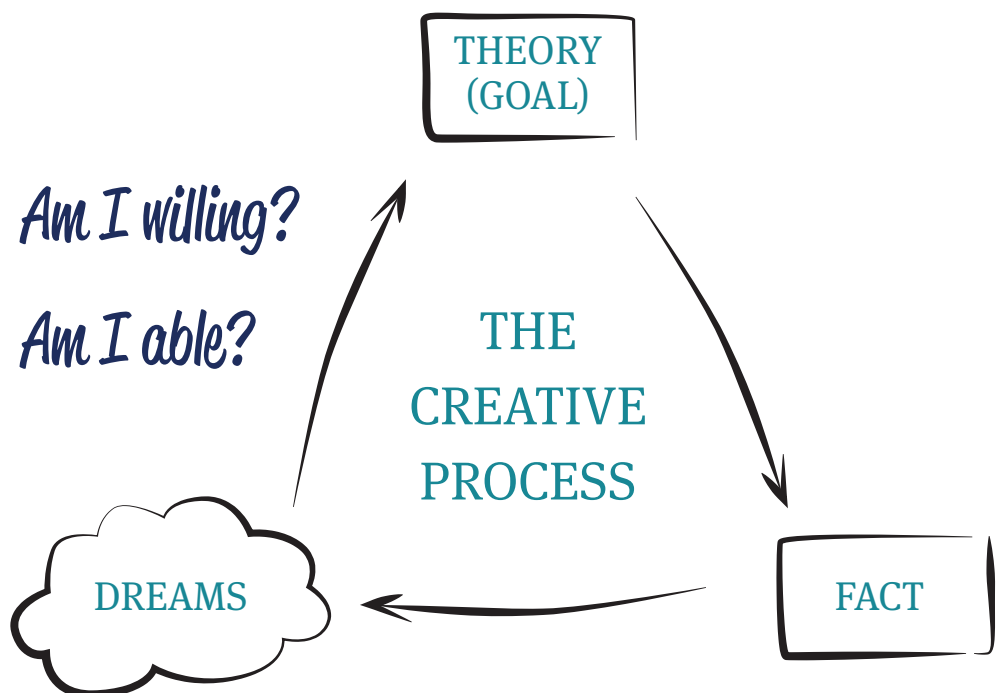 THEORY
(GOAL)
Am I willing?
Am I able?
THE
CREATIVE
PROCESS
DREAMS
FACT